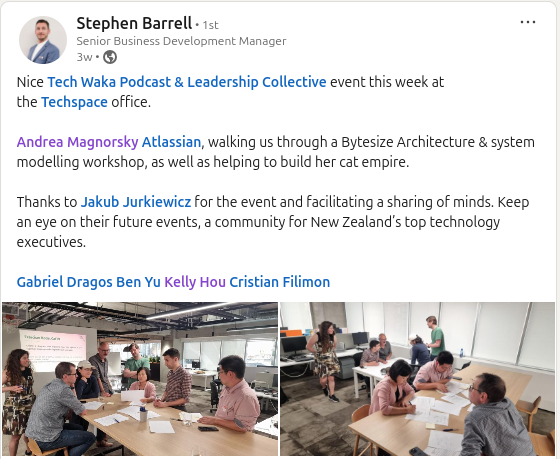 Stephen Barrell • 1st
Senior Business Development Manager
3w •
Nice Tech Waka Podcast & Leadership Collective event this week at
the Techspace office.
Andrea Magnorsky Atlassian, walking us through a Bytesize Architecture & system
modelling workshop, as well as helping to build her cat empire.
Thanks to Jakub Jurkiewicz for the event and facilitating a sharing of minds. Keep
an eye on their future events, a community for New Zealand's top technology
executives.
Gabriel Dragos Ben Yu Kelly Hou Cristian Filimon